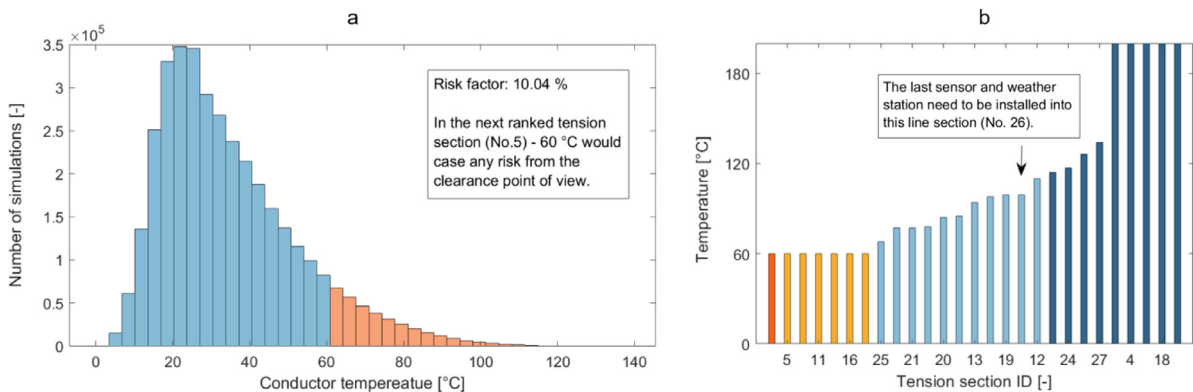 a
×10⁵
3.5
3
2.5
2
1.5
1
0.5
0
Number of simulations [-]
0 20 40 60 80 100 120 140
Conductor tempereatue [°C]
Risk factor: 10.04 %
In the next ranked tension
section (No.5) - 60 °C would
case any risk from the
clearance point of view.
b
180
120
60
0
Temperature [°C]
The last sensor and weather
station need to be installed into
this line section (No. 26).
5 11 16 25 21 20 13 19 12 24 27 4 18
Tension section ID [-]